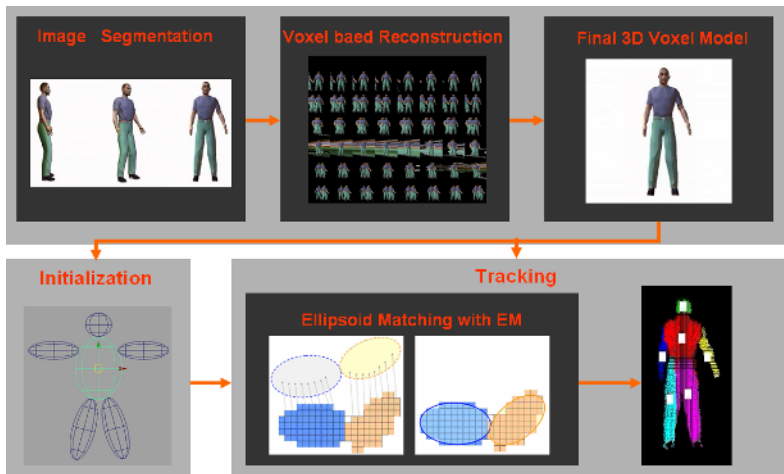 Image Segmentation
Voxel baed Reconstruction
Final 3D Voxel Model
Initialization
Tracking
Ellipsoid Matching with EM